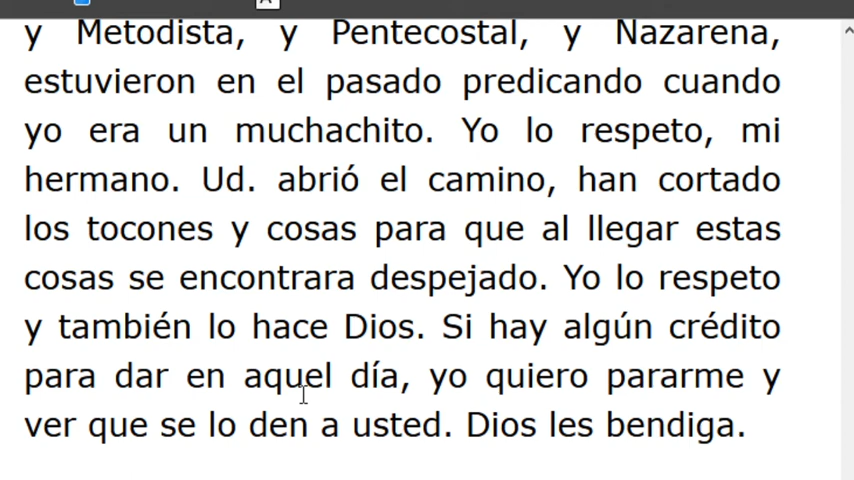 y Metodista, y Pentecostal, y Nazarena,
estuvieron en el pasado predicando cuando
yo era un muchachito. Yo lo respeto, mi
hermano. Ud. abrió el camino, han cortado
los tocones y cosas para que al llegar estas
cosas se encontrara despejado. Yo lo respeto
y también lo hace Dios. Si hay algún crédito
para dar en aquel día, yo quiero pararme y
ver que se lo den a usted. Dios les bendiga.